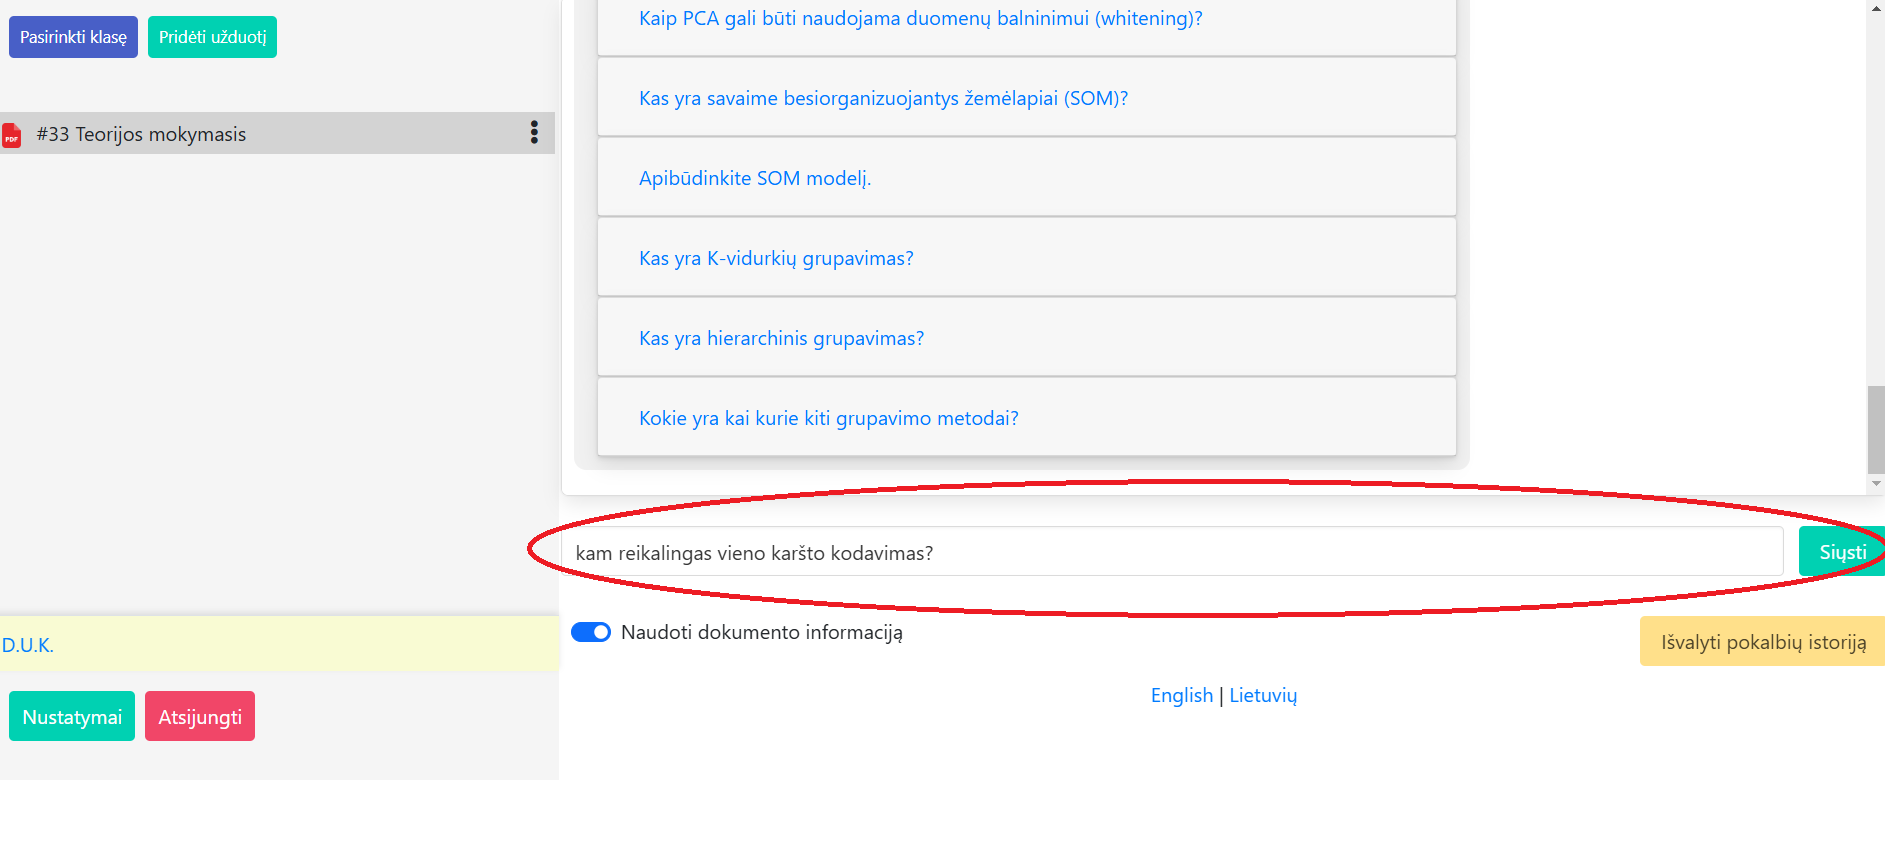 Pasirinkti klasę
Pridėti užduotį
PDF
#33 Teorijos mokymasis
D.U.K.
Nustatymai
Atsijungti
Kaip PCA gali būti naudojama duomenų balninimui (whitening)?
Kas yra savaime besiorganizuojantys žemėlapiai (SOM)?
Apibūdinkite SOM modelį.
Kas yra K-vidurkių grupavimas?
Kas yra hierarchinis grupavimas?
Kokie yra kai kurie kiti grupavimo metodai?
kam reikalingas vieno karšto kodavimas?
Siųsti
Naudoti dokumento informaciją
Išvalyti pokalbių istoriją
English | Lietuvių